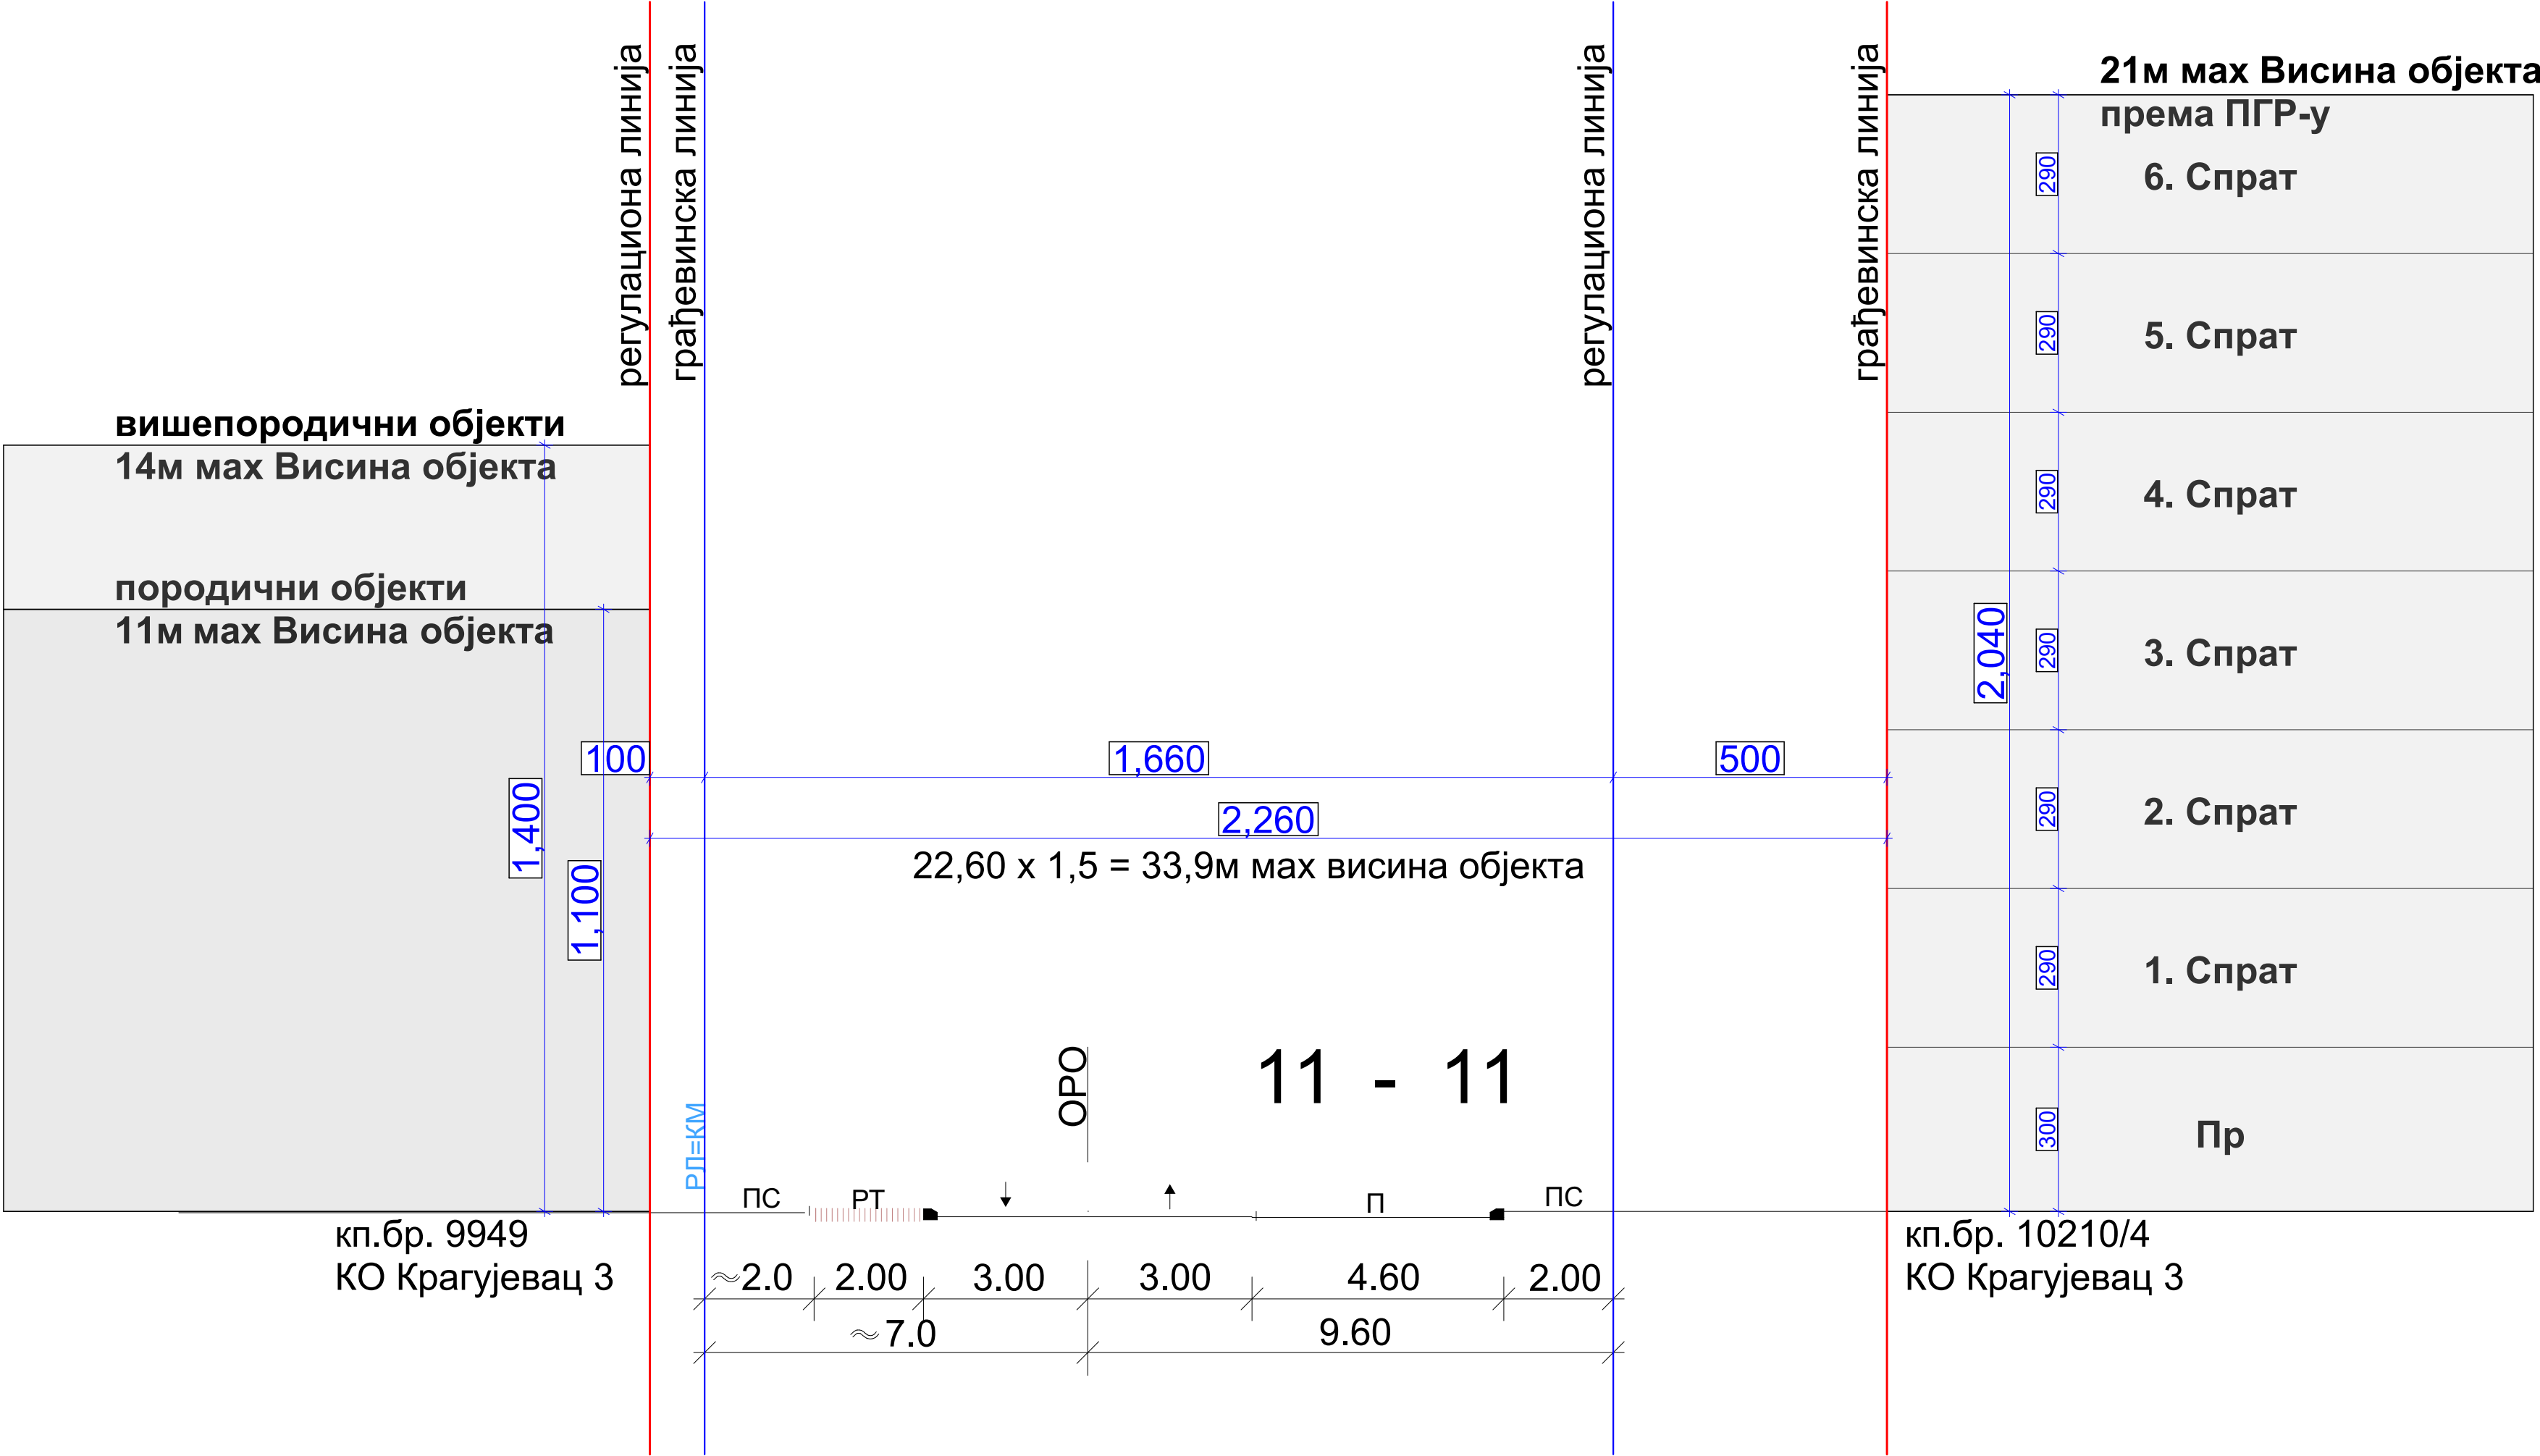 регулациона линија
грађевинска линија
регулациона линија
грађевинска линија
21м мах Висина објекта
према ПГР-у
290
6. Спрат
290
5. Спрат
вишепородични објекти
14м мах Висина објекта
290
4. Спрат
породични објекти
11м мах Висина објекта
2,040
290
3. Спрат
100
1,660
500
1,400
2,260
290
2. Спрат
22,60 x 1,5 = 33,9м мах висина објекта
1,100
290
1. Спрат
ОРО
11 - 11
РЛ=КМ
300
Пр
ПС
РТ
П
ПС
кп.бр. 9949
КО Крагујевац 3
кп.бр. 10210/4
КО Крагујевац 3
≈2.0 2.00 3.00 3.00 4.60 2.00
≈7.0 9.60